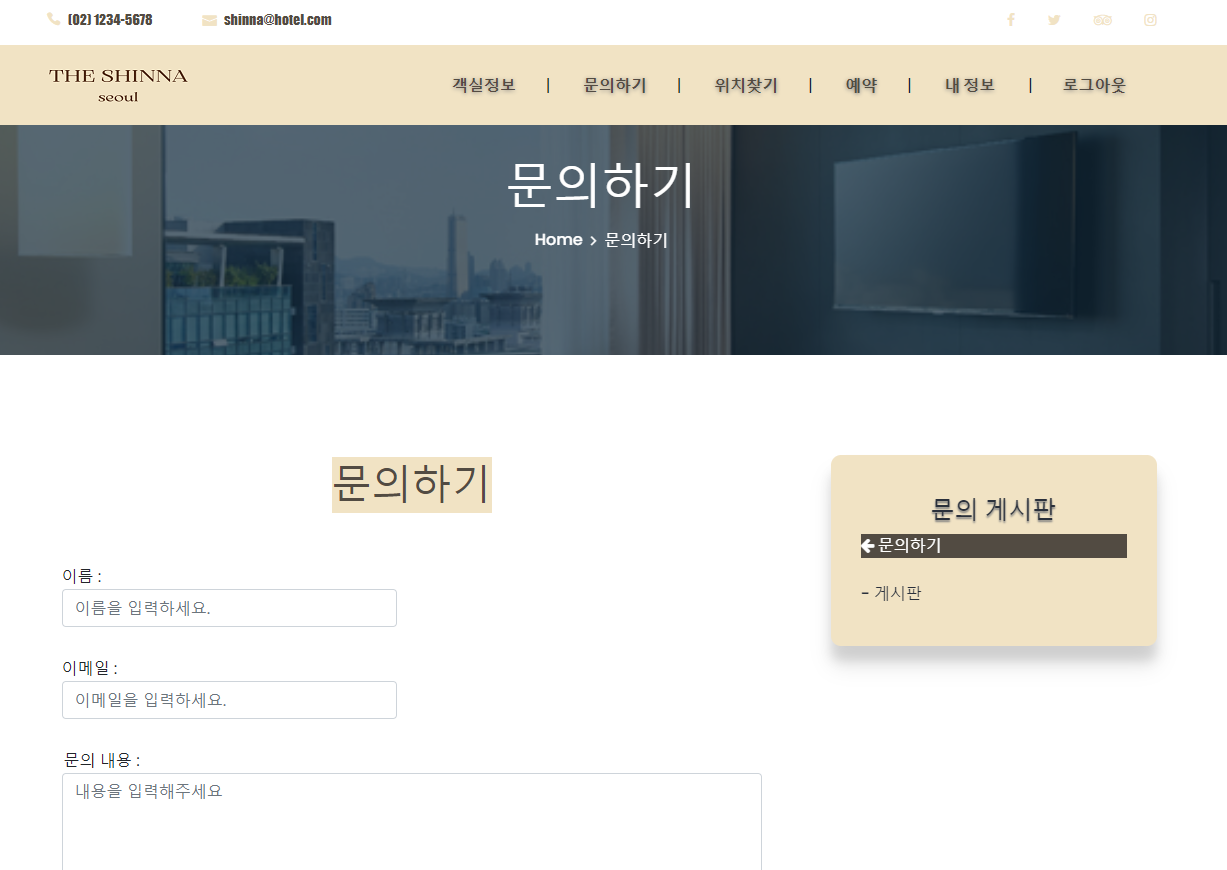 (02) 1234-5678 shinna@hotel.com
THE SHINNA
seoul
객실정보 | 문의하기 | 위치찾기 | 예약 | 내 정보 | 로그아웃
문의하기
Home > 문의하기
문의하기
이름 :
이름을 입력하세요.
이메일 :
이메일을 입력하세요.
문의 내용 :
내용을 입력해주세요
문의 게시판
문의하기
- 게시판